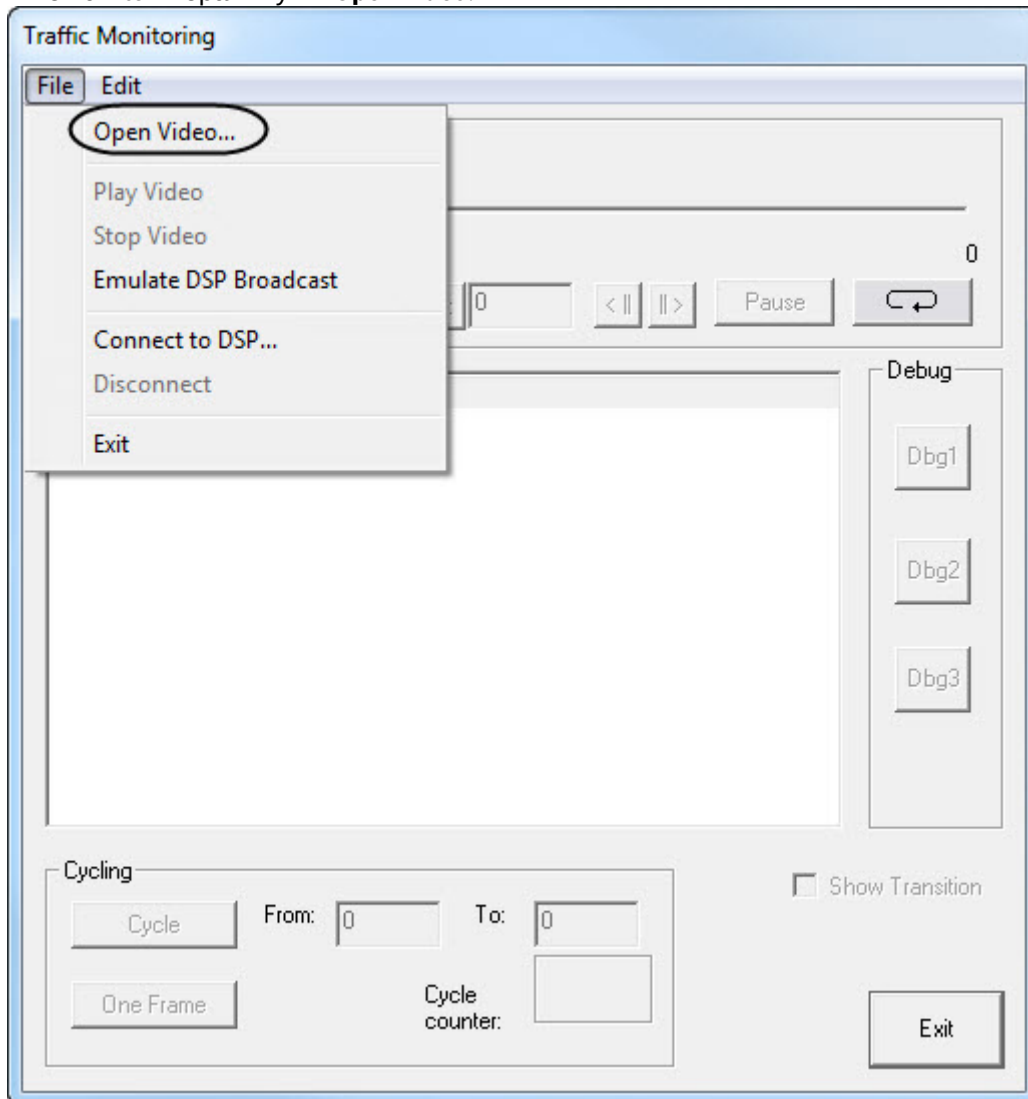 Traffic Monitoring
File Edit
Open Video...
Play Video
Stop Video
Emulate DSP Broadcast
Connect to DSP...
Disconnect
Exit
0
0 <|| ||> Pause
Debug
Dbg1
Dbg2
Dbg3
Cycling
Cycle From: 0 To: 0
One Frame Cycle counter:
Show Transition
Exit